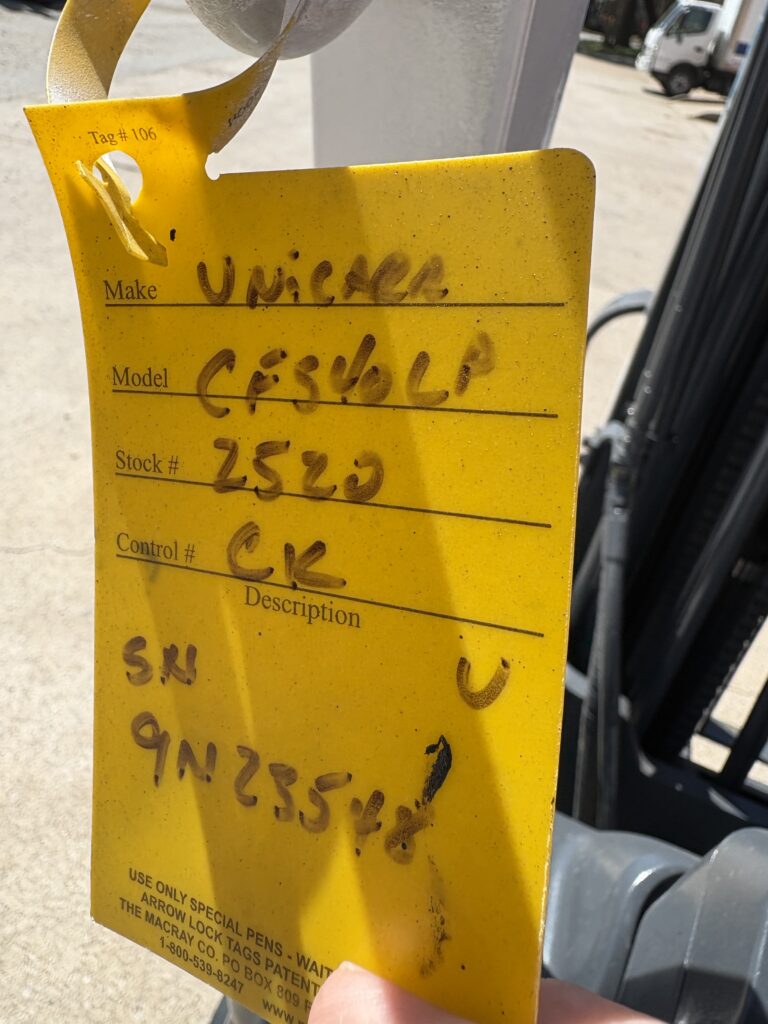 Tag # 106
Make UNiCARR
Model CFS40LP
Stock # 2520
Control # CK
Description
SN U
9N23548
USE ONLY SPECIAL PENS - WAIT
ARROW LOCK TAGS PATENT
THE MACRAY CO. PO BOX 809
1-800-539-8247